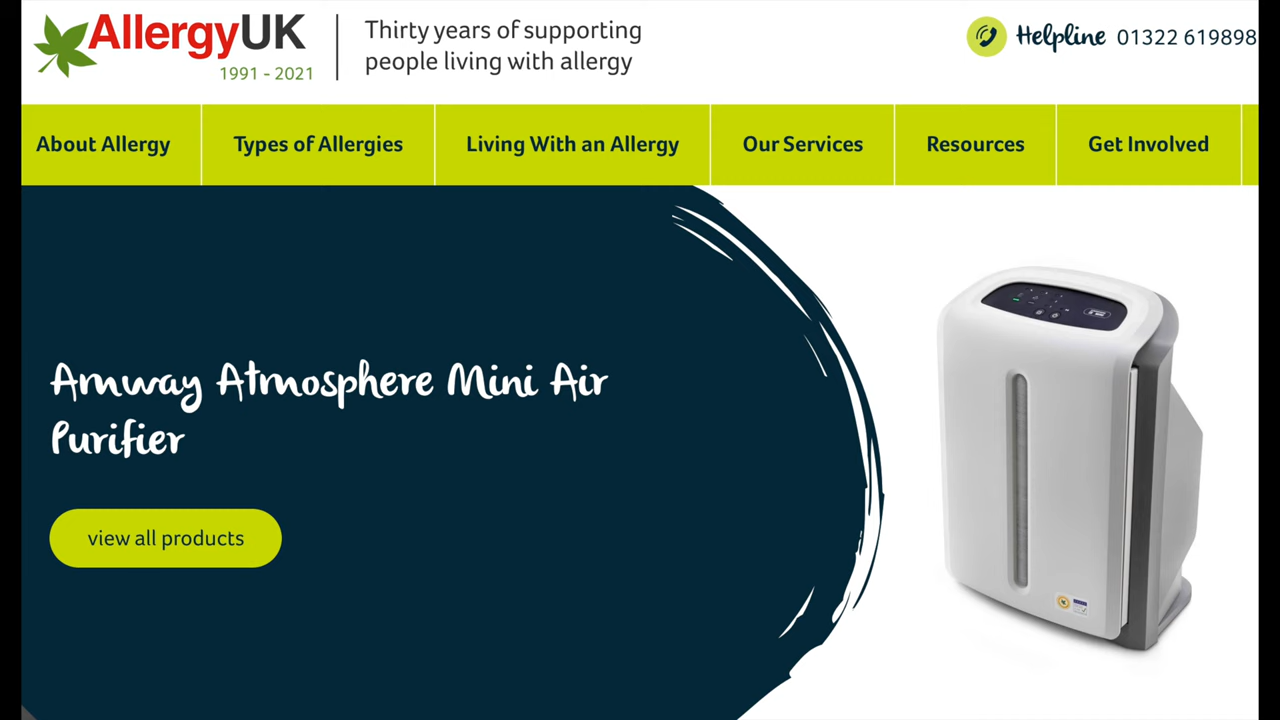 AllergyUK
1991 - 2021
Thirty years of supporting
people living with allergy
Helpline 01322 619898
About Allergy
Types of Allergies
Living With an Allergy
Our Services
Resources
Get Involved
Amway Atmosphere Mini Air
Purifier
view all products